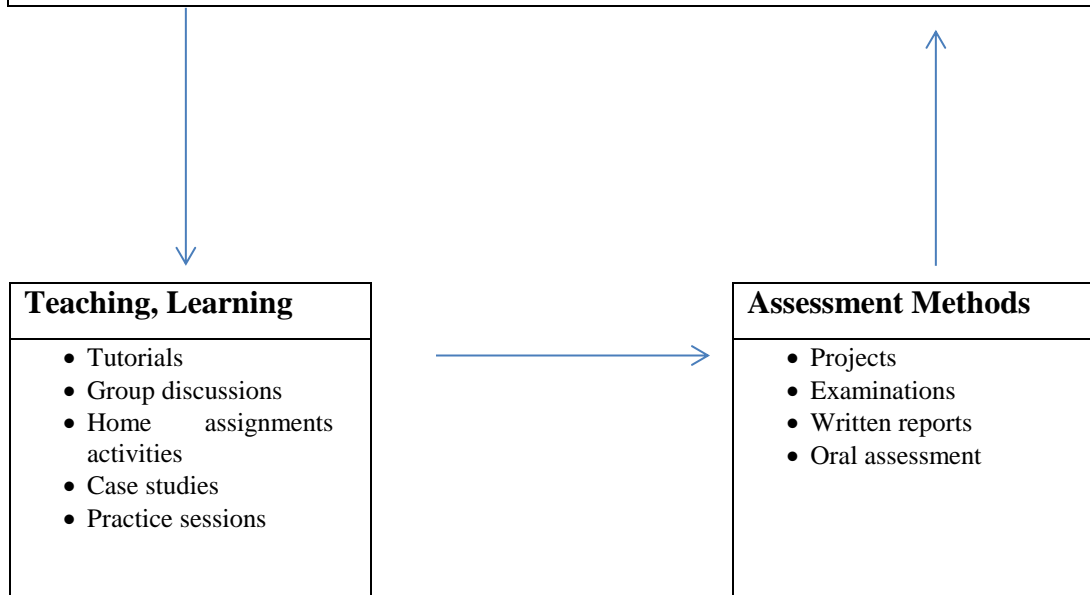 Teaching, Learning
• Tutorials
• Group discussions
• Home assignments
activities
• Case studies
• Practice sessions
Assessment Methods
• Projects
• Examinations
• Written reports
• Oral assessment